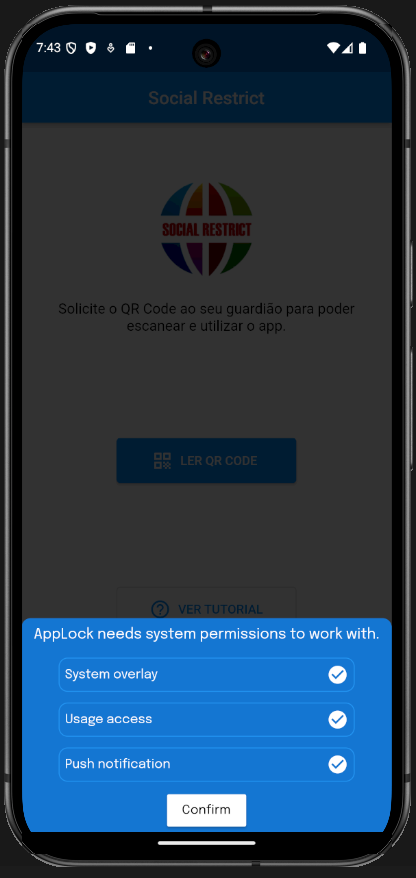 7:43
Social Restrict
SOCIAL RESTRICT
Solicite o QR Code ao seu guardião para poder
escanear e utilizar o app.
LER QR CODE
VER TUTORIAL
AppLock needs system permissions to work with.
System overlay
Usage access
Push notification
Confirm